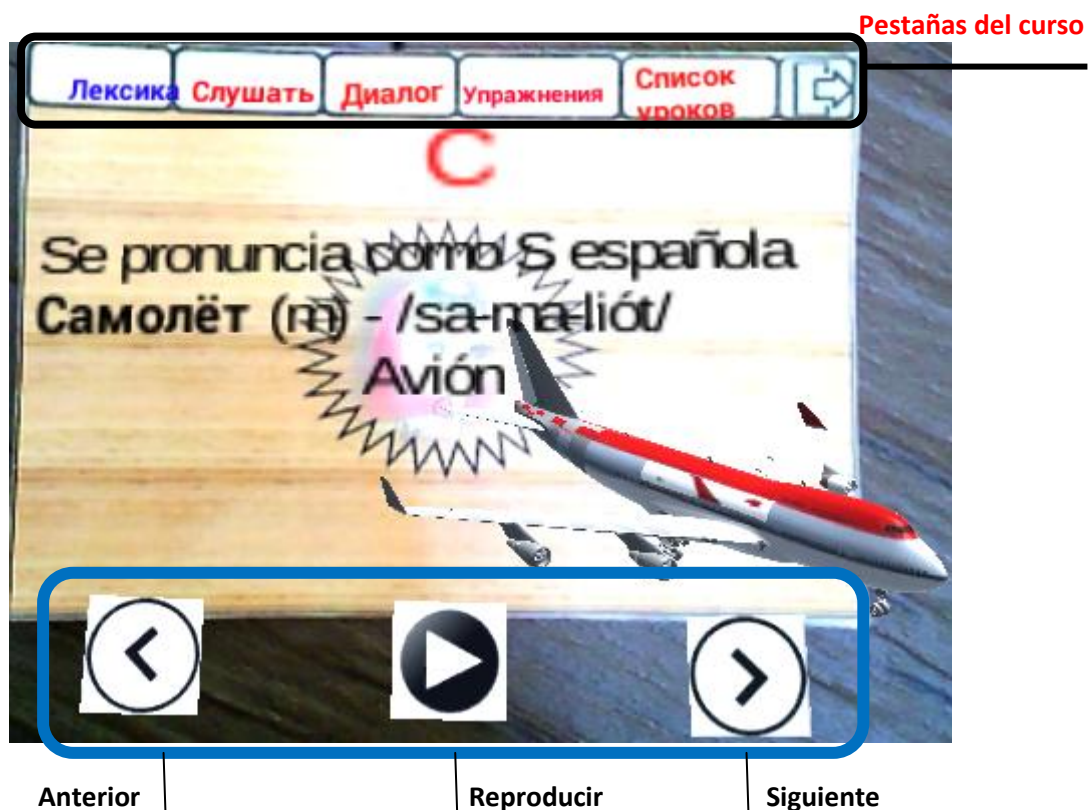 Pestañas del curso
Лексика Слушать Диалог Упражнения Список уроков
С
Se pronuncia como S española
Самолёт (m) - /sa-ma-liót/
Avión
Anterior Reproducir Siguiente